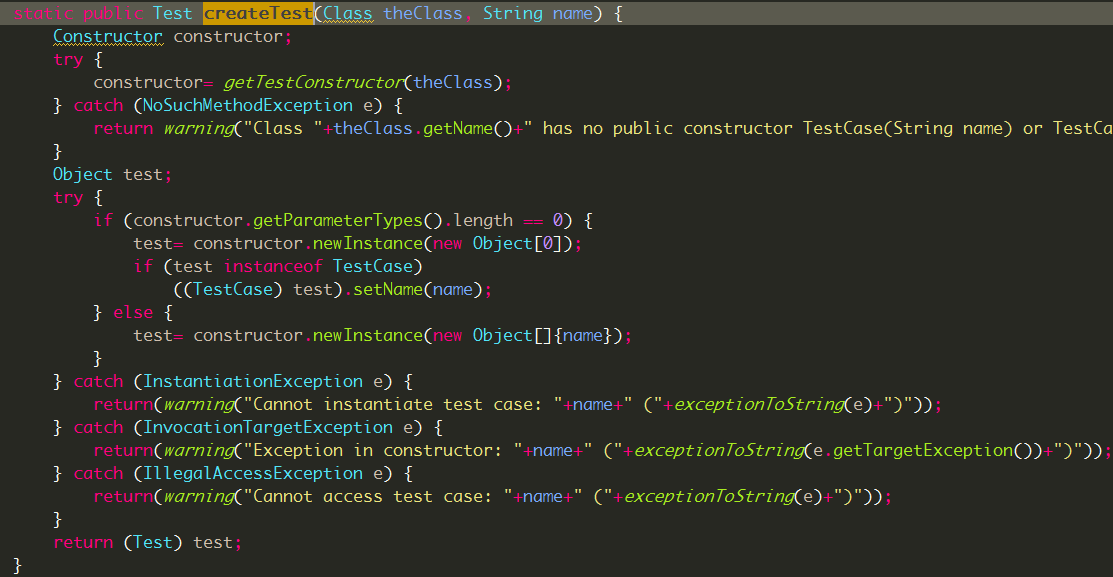 static public Test createTest(Class theClass, String name) {
    Constructor constructor;
    try {
        constructor= getTestConstructor(theClass);
    } catch (NoSuchMethodException e) {
        return warning("Class "+theClass.getName()+" has no public constructor TestCase(String name) or TestCa
    }
    Object test;
    try {
        if (constructor.getParameterTypes().length == 0) {
            test= constructor.newInstance(new Object[0]);
            if (test instanceof TestCase)
                ((TestCase) test).setName(name);
        } else {
            test= constructor.newInstance(new Object[]{name});
        }
    } catch (InstantiationException e) {
        return(warning("Cannot instantiate test case: "+name+" ("+exceptionToString(e)+")"));
    } catch (InvocationTargetException e) {
        return(warning("Exception in constructor: "+name+" ("+exceptionToString(e.getTargetException())+")"));
    } catch (IllegalAccessException e) {
        return(warning("Cannot access test case: "+name+" ("+exceptionToString(e)+")"));
    }
    return (Test) test;
}